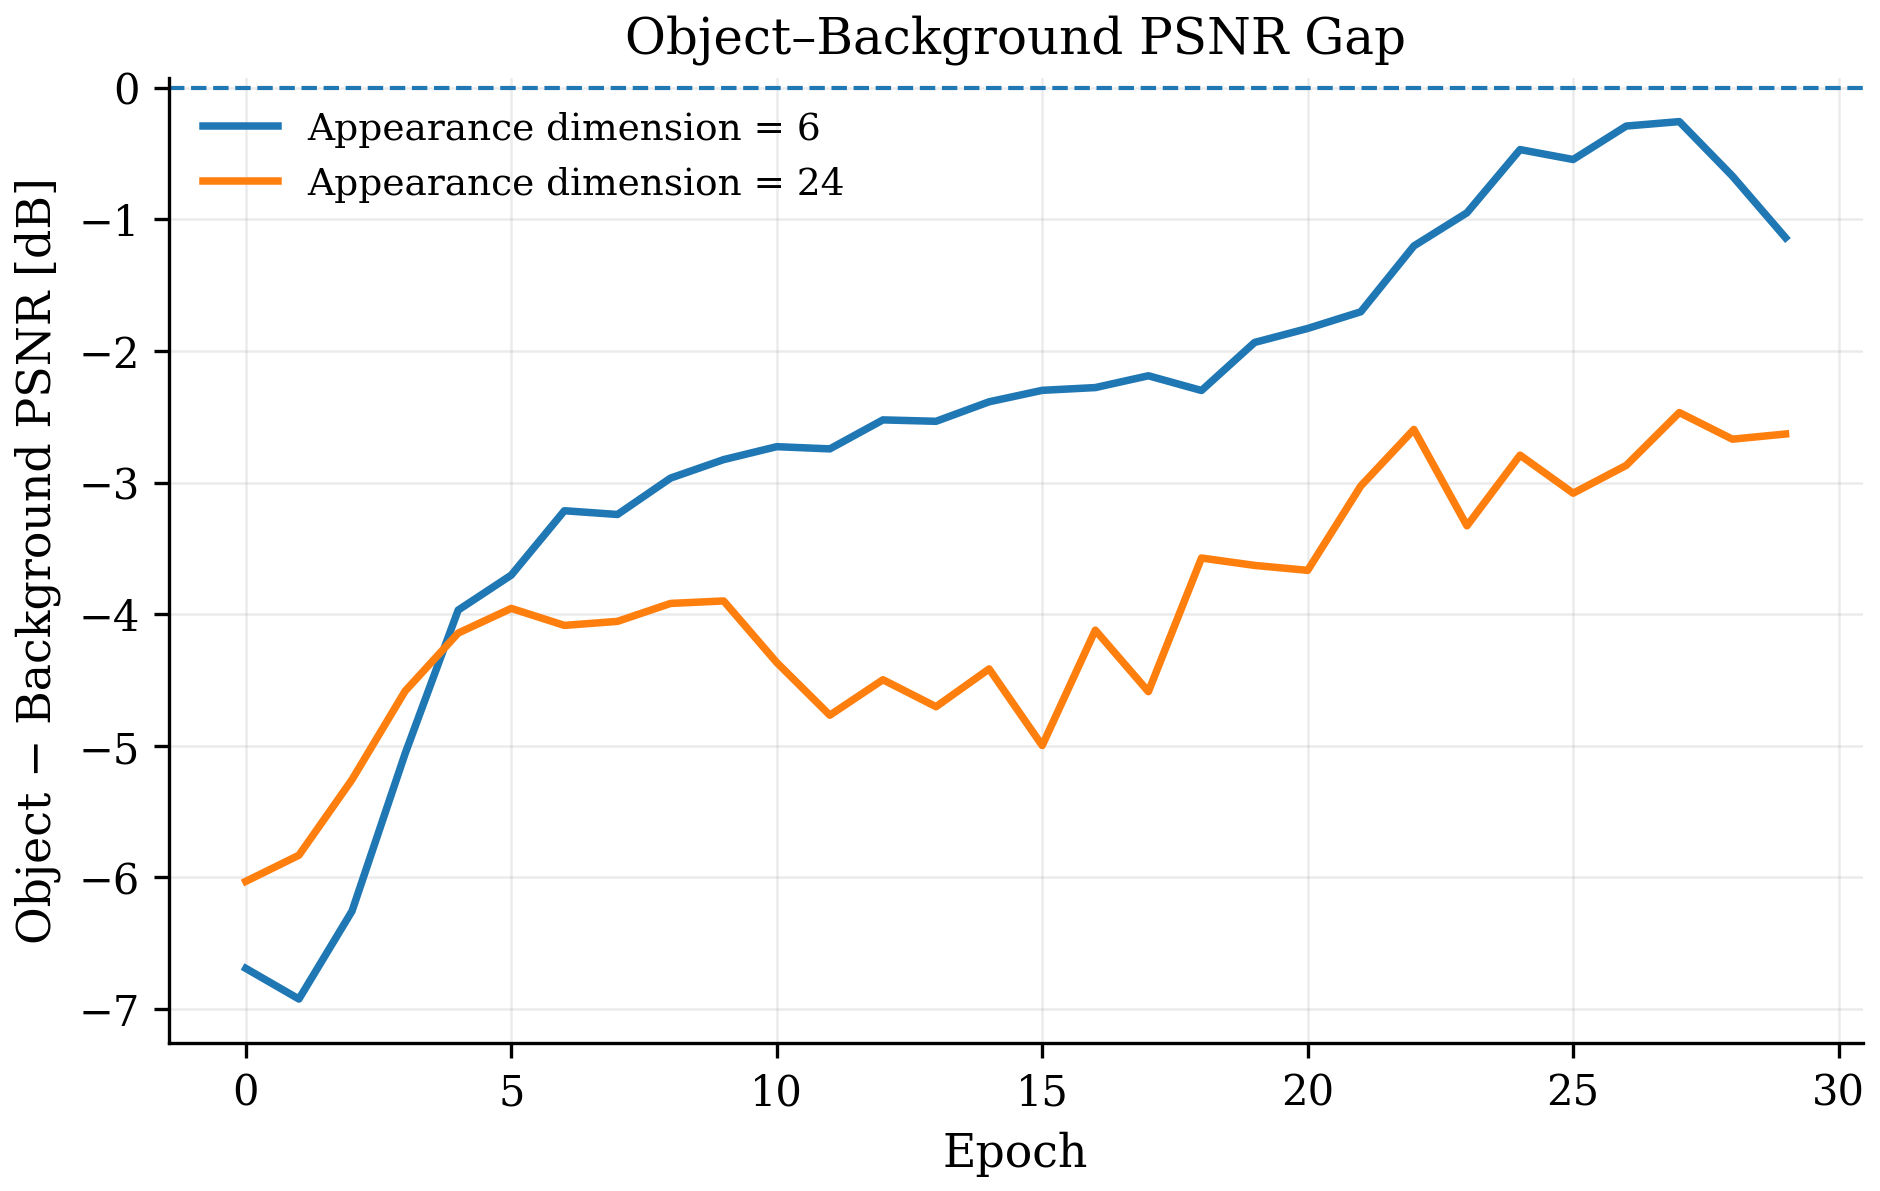 Object–Background PSNR Gap
Object − Background PSNR [dB]
0
−1
−2
−3
−4
−5
−6
−7
Appearance dimension = 6
Appearance dimension = 24
0 5 10 15 20 25 30
Epoch